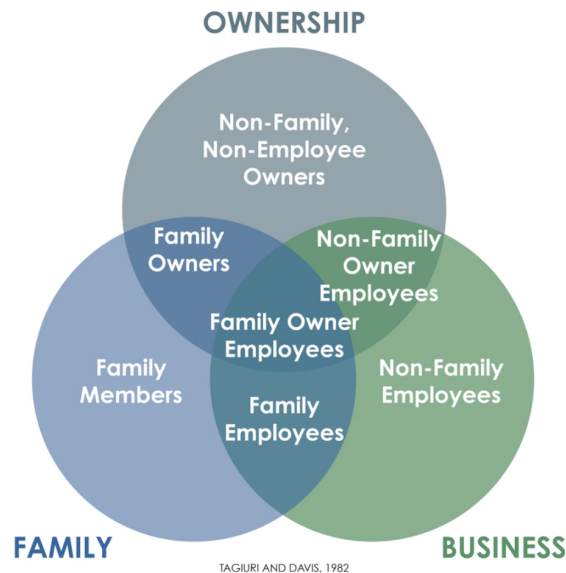 OWNERSHIP
Non-Family,
Non-Employee
Owners
Family
Owners
Non-Family
Owner
Employees
Family Owner
Employees
Family
Members
Non-Family
Employees
Family
Employees
FAMILY
BUSINESS
TAGIURI AND DAVIS, 1982